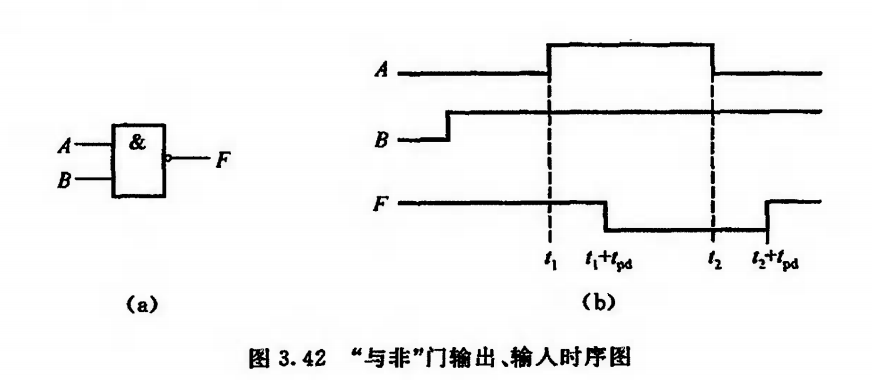 A
B
&
F
A
B
F
t₁ t₁+tpd t₂ t₂+tpd
(a)
(b)
图 3.42 “与非”门输出、输入时序图